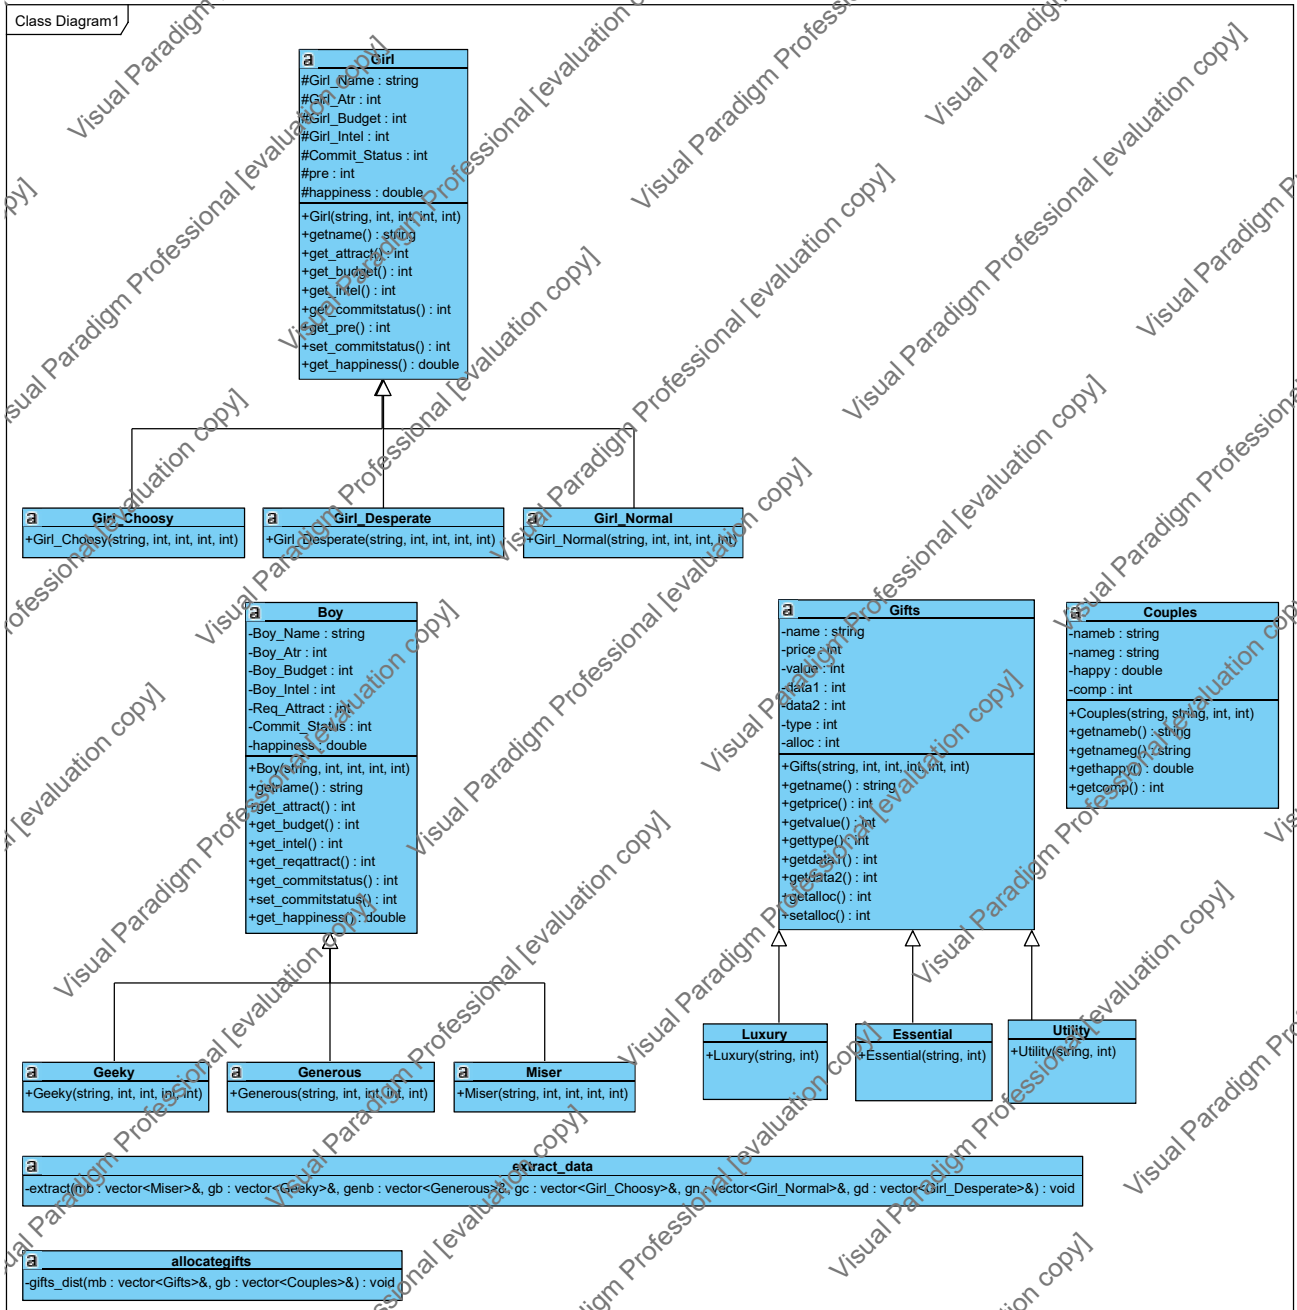 Class Diagram1
Girl
#Girl_Name : string
#Girl_Atr : int
#Girl_Budget : int
#Girl_Intel : int
#Commit_Status : int
#pre : int
#happiness : double
+Girl(string, int, int, int, int)
+getname() : string
+get_attract() : int
+get_budget() : int
+get_intel() : int
+get_commitstatus() : int
+get_pre() : int
+set_commitstatus() : int
+get_happiness() : double
Girl_Choosy
+Girl_Choosy(string, int, int, int, int)
Girl_Desperate
+Girl_Desperate(string, int, int, int, int)
Girl_Normal
+Girl_Normal(string, int, int, int, int)
Boy
-Boy_Name : string
-Boy_Atr : int
-Boy_Budget : int
-Boy_Intel : int
-Req_Attract : int
-Commit_Status : int
-happiness : double
+Boy(string, int, int, int, int)
+getname() : string
+get_attract() : int
+get_budget() : int
+get_intel() : int
+get_reqattract() : int
+get_commitstatus() : int
+set_commitstatus() : int
+get_happiness() : double
Gifts
-name : string
-price : int
-value : int
-data1 : int
-data2 : int
-type : int
-alloc : int
+Gifts(string, int, int, int, int, int)
+getname() : string
+getprice() : int
+getvalue() : int
+gettype() : int
+getdata1() : int
+getdata2() : int
+getalloc() : int
+setalloc() : int
Couples
-nameb : string
-nameg : string
-happy : double
-comp : int
+Couples(string, string, int, int)
+getnameb() : string
+getnameg() : string
+gethappy() : double
+getcomp() : int
Geeky
+Geeky(string, int, int, int, int)
Generous
+Generous(string, int, int, int, int)
Miser
+Miser(string, int, int, int, int)
Luxury
+Luxury(string, int)
Essential
+Essential(string, int)
Utility
+Utility(string, int)
extract_data
-extract(mb : vector<Miser>&, gb : vector<Geeky>&, genb : vector<Generous>&, gc : vector<Girl_Choosy>&, gn : vector<Girl_Normal>&, gd : vector<Girl_Desperate>&) : void
allocategifts
-gifts_dist(mb : vector<Gifts>&, gb : vector<Couples>&) : void
Visual Paradigm Professional [evaluation copy]